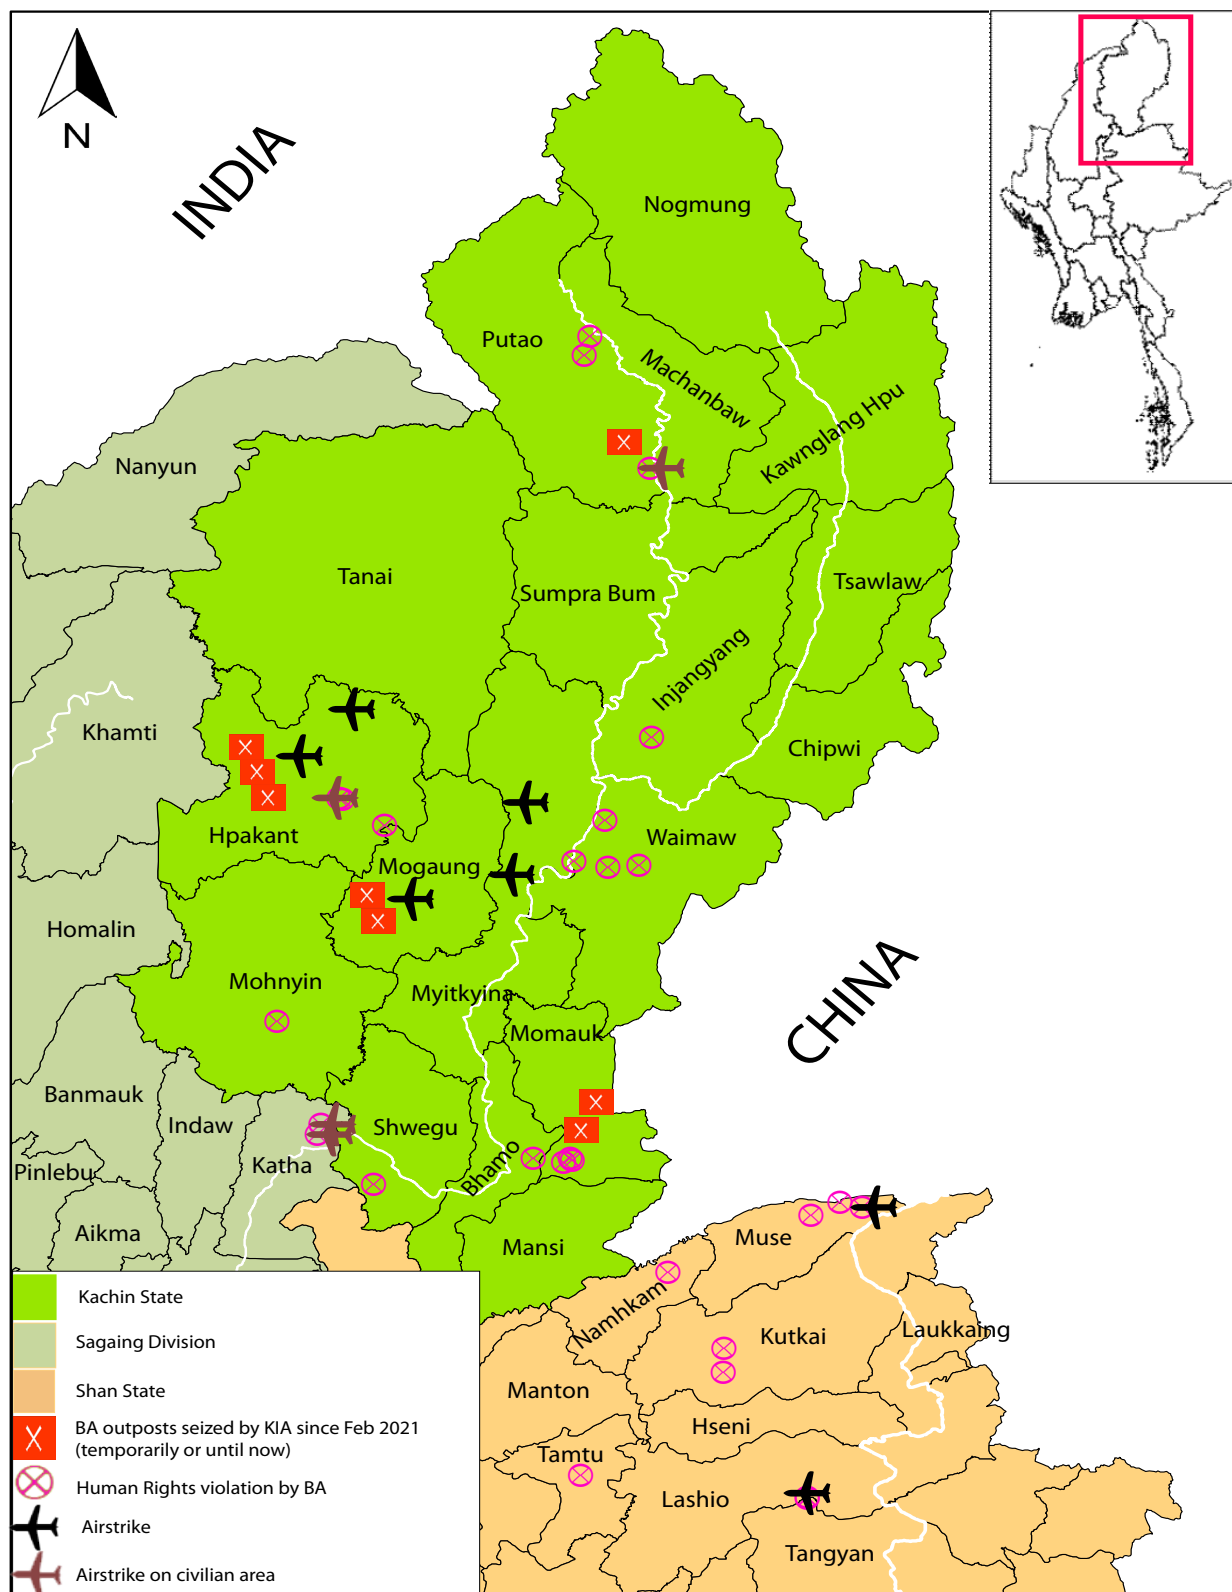 N
INDIA
Nogmung
Putao
Machanbaw
Kawnglang Hpu
Nanyun
Tanai
Sumpra Bum
Tsawlaw
Injangyang
Khamti
Chipwi
Hpakant
Waimaw
Mogaung
Homalin
CHINA
Mohnyin
Myitkyina
Momauk
Banmauk
Indaw
Shwegu
Pinlebu
Katha
Bhamo
Aikma
Mansi
Muse
Namhkam
Kutkai
Laukkaing
Manton
Hseni
Tamtu
Lashio
Tangyan
Kachin State
Sagaing Division
Shan State
BA outposts seized by KIA since Feb 2021
(temporarily or until now)
Human Rights violation by BA
Airstrike
Airstrike on civilian area